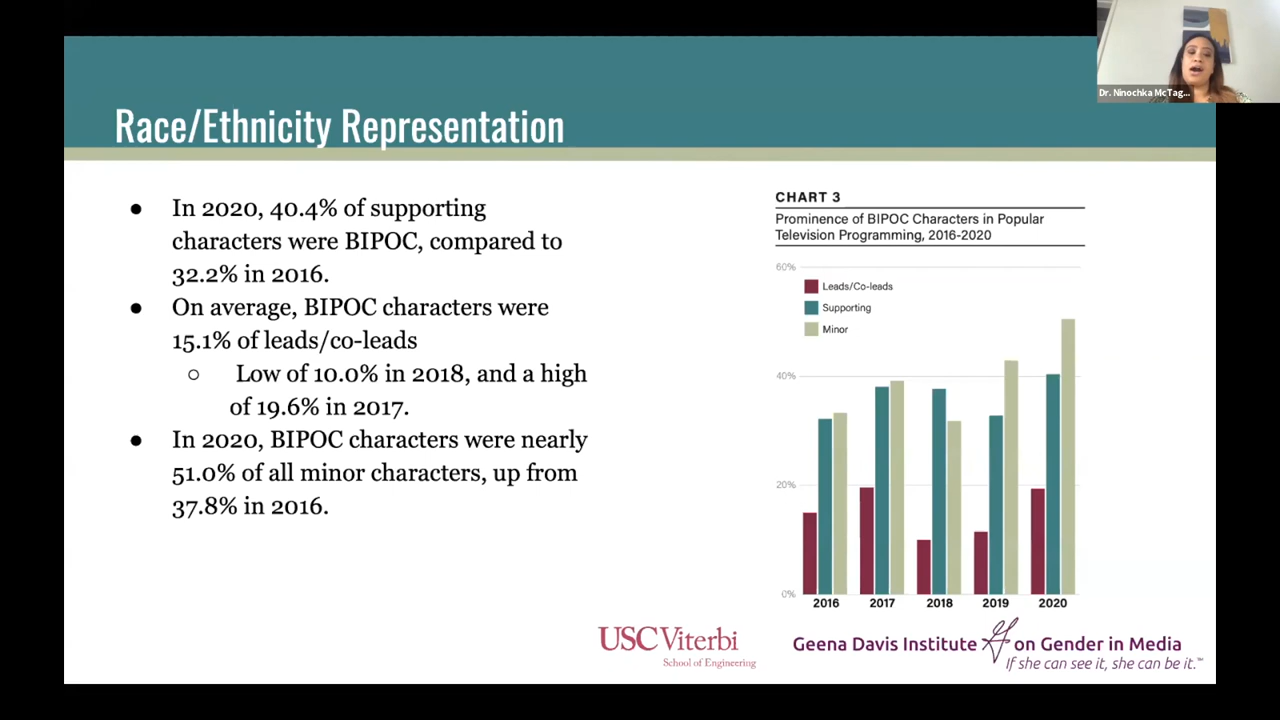 Dr. Ninochka McTag...
Race/Ethnicity Representation
● In 2020, 40.4% of supporting
characters were BIPOC, compared to
32.2% in 2016.
● On average, BIPOC characters were
15.1% of leads/co-leads
○ Low of 10.0% in 2018, and a high
of 19.6% in 2017.
● In 2020, BIPOC characters were nearly
51.0% of all minor characters, up from
37.8% in 2016.
CHART 3
Prominence of BIPOC Characters in Popular
Television Programming, 2016-2020
60%
Leads/Co-leads
Supporting
Minor
40%
20%
0%
2016 2017 2018 2019 2020
USC Viterbi
School of Engineering
Geena Davis Institute on Gender in Media
If she can see it, she can be it.™